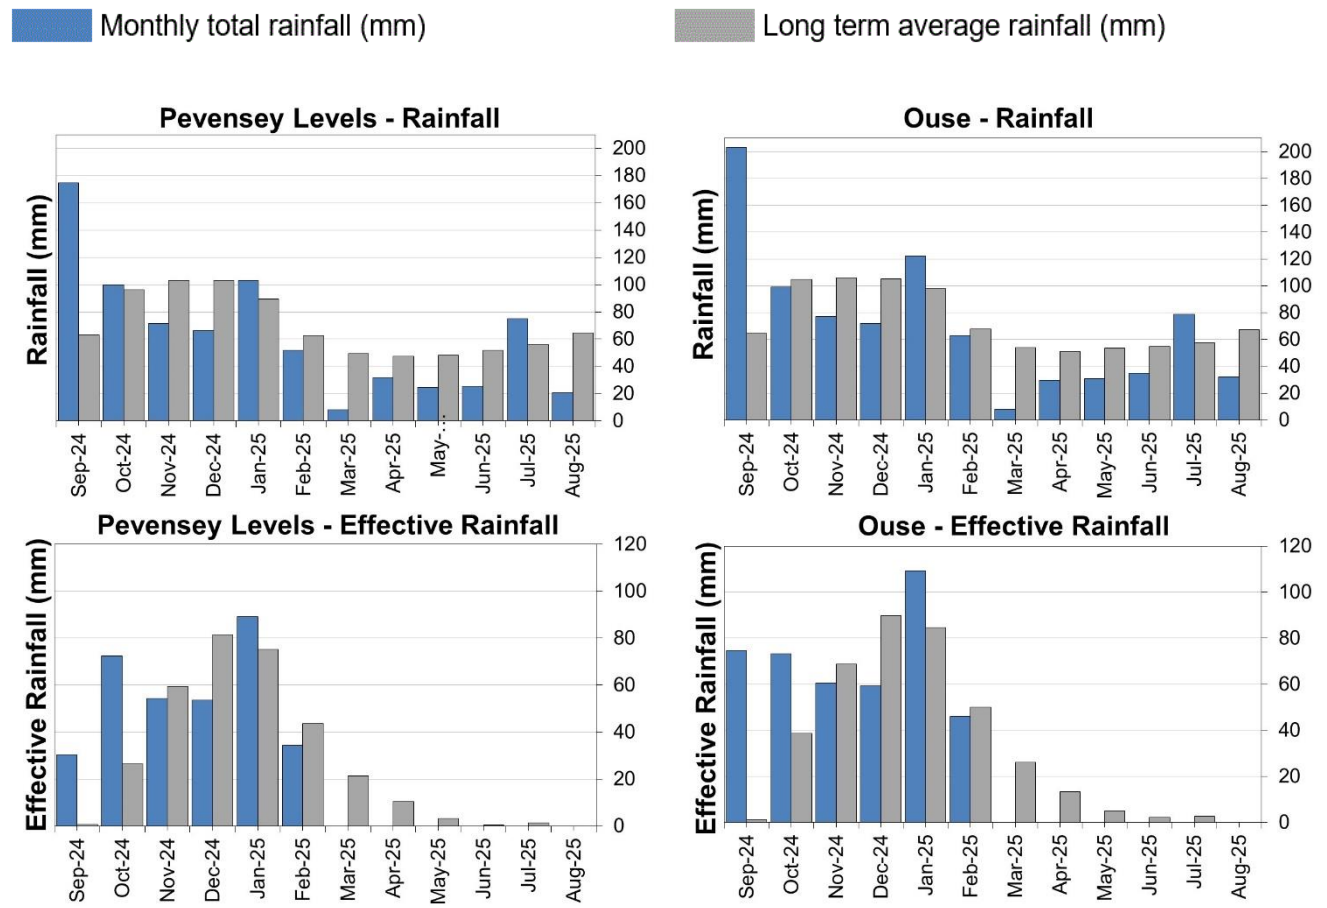 Monthly total rainfall (mm)
Long term average rainfall (mm)
Pevensey Levels - Rainfall
Rainfall (mm)
200
180
160
140
120
100
80
60
40
20
0
Sep-24
Oct-24
Nov-24
Dec-24
Jan-25
Feb-25
Mar-25
Apr-25
May-...
Jun-25
Jul-25
Aug-25
Ouse - Rainfall
Rainfall (mm)
200
180
160
140
120
100
80
60
40
20
0
Sep-24
Oct-24
Nov-24
Dec-24
Jan-25
Feb-25
Mar-25
Apr-25
May-25
Jun-25
Jul-25
Aug-25
Pevensey Levels - Effective Rainfall
Effective Rainfall (mm)
120
100
80
60
40
20
0
Sep-24
Oct-24
Nov-24
Dec-24
Jan-25
Feb-25
Mar-25
Apr-25
May-25
Jun-25
Jul-25
Aug-25
Ouse - Effective Rainfall
Effective Rainfall (mm)
120
100
80
60
40
20
0
Sep-24
Oct-24
Nov-24
Dec-24
Jan-25
Feb-25
Mar-25
Apr-25
May-25
Jun-25
Jul-25
Aug-25